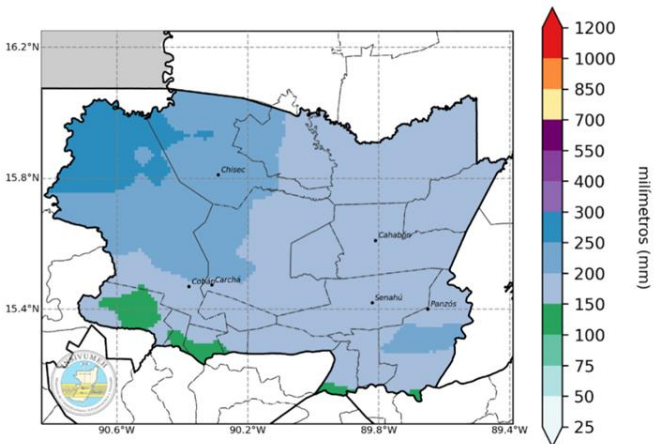 16.2°N
15.8°N
15.4°N
90.6°W
90.2°W
89.8°W
89.4°W
Chisec
Cahabón
Cobán
Carchá
Senahú
Panzós
INSIVUMEH
1200
1000
850
700
550
400
300
250
200
150
100
75
50
25
milímetros (mm)